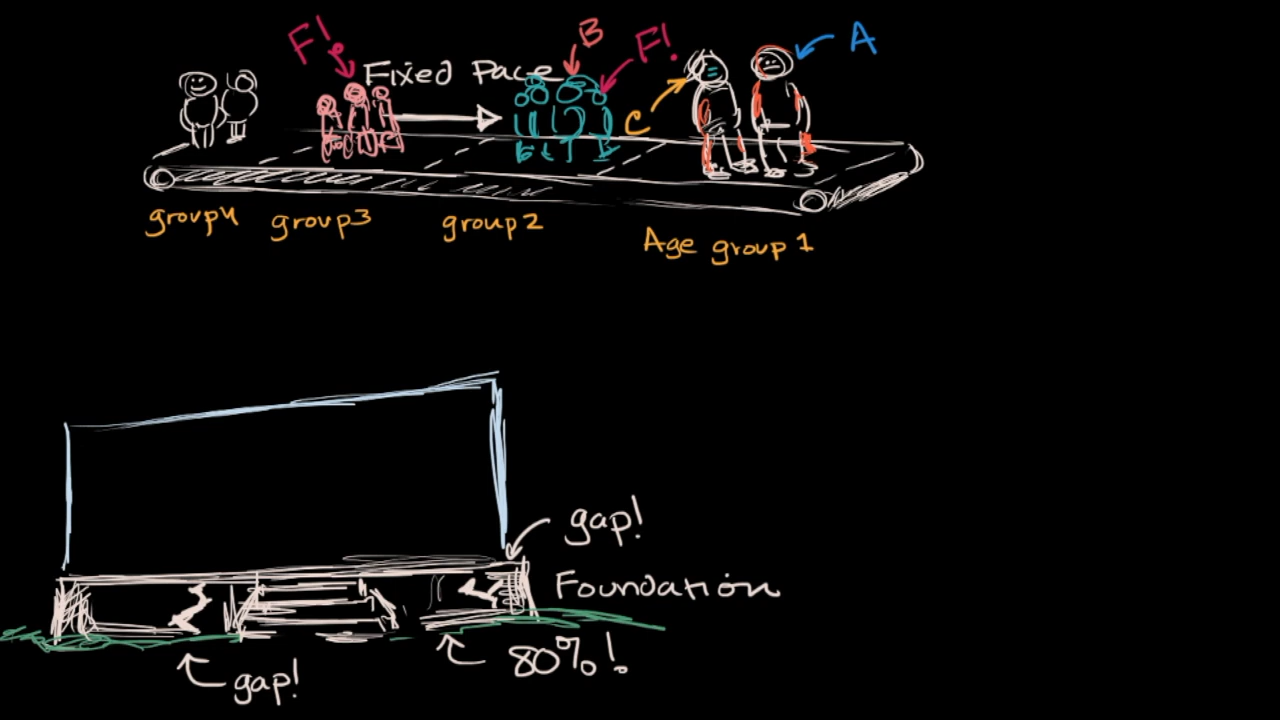 F!
B
F!
A
Fixed Pace
C
group4
group3
group2
Age group 1
gap!
Foundation
80%!
gap!